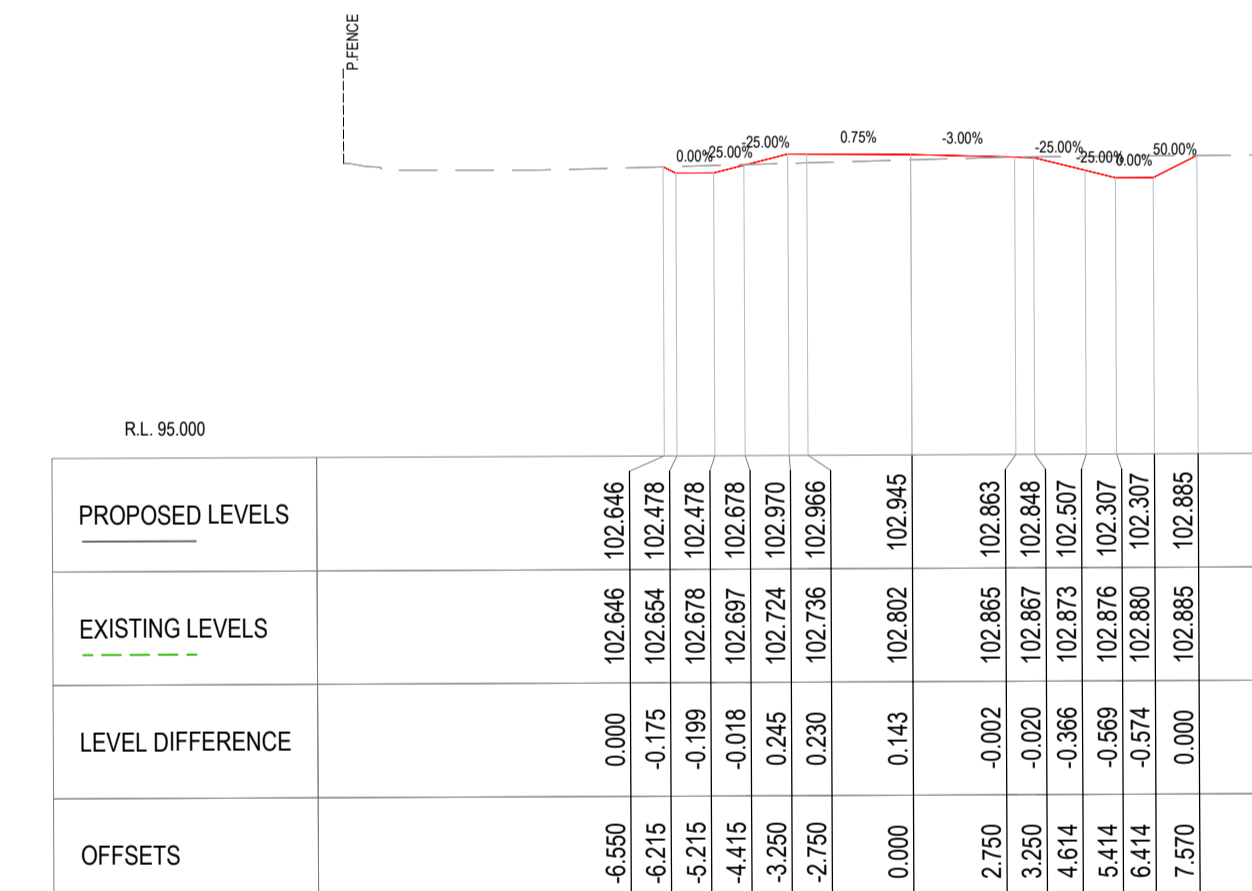 P.FENCE
0.00%
-25.00%
-25.00%
0.75%
-3.00%
-25.00%
-25.00%
0.00%
50.00%
R.L. 95.000
PROPOSED LEVELS 102.646 102.478 102.478 102.678 102.970 102.966 102.945 102.863 102.848 102.507 102.307 102.307 102.885
EXISTING LEVELS 102.646 102.654 102.678 102.697 102.724 102.736 102.802 102.865 102.867 102.873 102.876 102.880 102.885
LEVEL DIFFERENCE 0.000 -0.175 -0.199 -0.018 0.245 0.230 0.143 -0.002 -0.020 -0.366 -0.569 -0.574 0.000
OFFSETS -6.550 -6.215 -5.215 -4.415 -3.250 -2.750 0.000 2.750 3.250 4.614 5.414 6.414 7.570